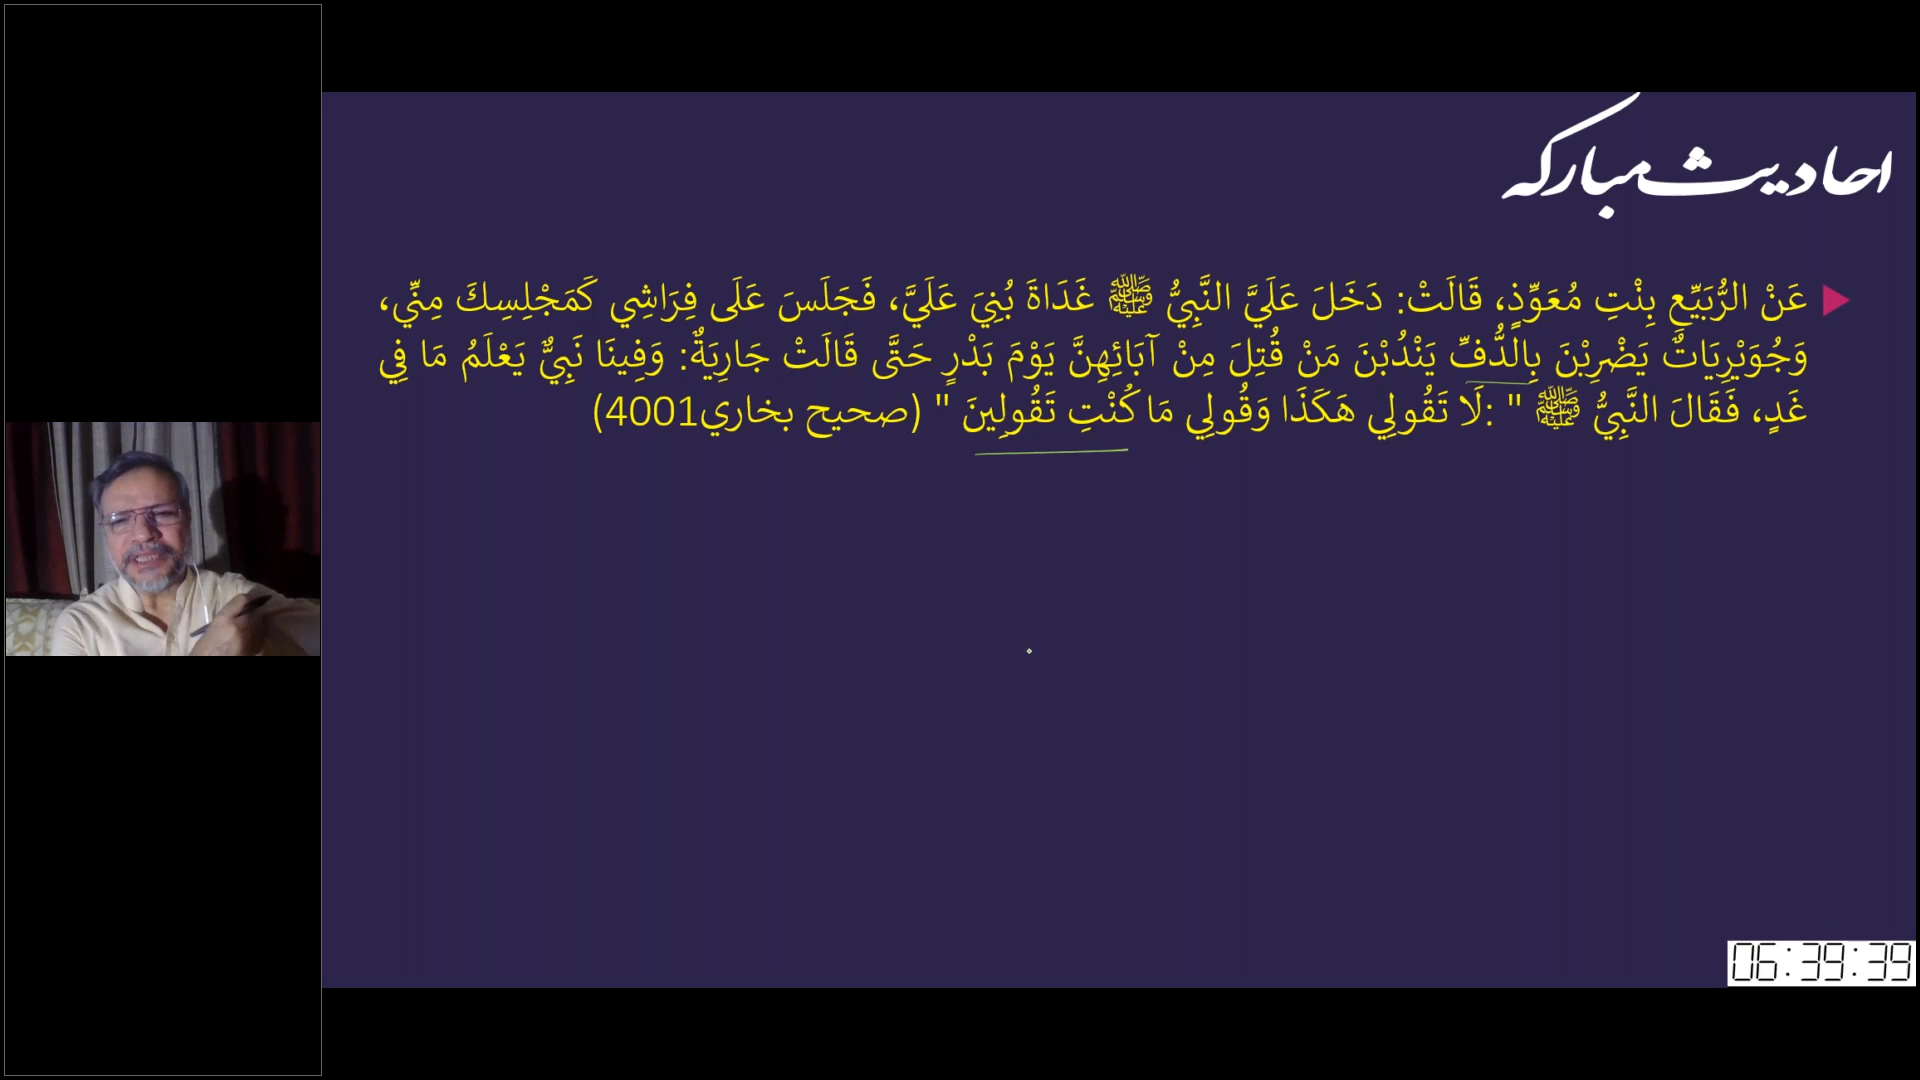 احادیث مبارکہ
عَنْ الرُّبَيِّعِ بِنْتِ مُعَوِّذٍ، قَالَتْ: دَخَلَ عَلَيَّ النَّبِيُّ ﷺ غَدَاةَ بُنِيَ عَلَيَّ، فَجَلَسَ عَلَى فِرَاشِي كَمَجْلِسِكَ مِنِّي،
وَجُوَيْرِيَاتٌ يَضْرِبْنَ بِالدُّفِّ يَنْدُبْنَ مَنْ قُتِلَ مِنْ آبَائِهِنَّ يَوْمَ بَدْرٍ حَتَّى قَالَتْ جَارِيَةٌ: وَفِينَا نَبِيٌّ يَعْلَمُ مَا فِي
غَدٍ، فَقَالَ النَّبِيُّ ﷺ " :لَا تَقُولِي هَكَذَا وَقُولِي مَا كُنْتِ تَقُولِينَ " (صحيح بخاري4001)
06:39:39